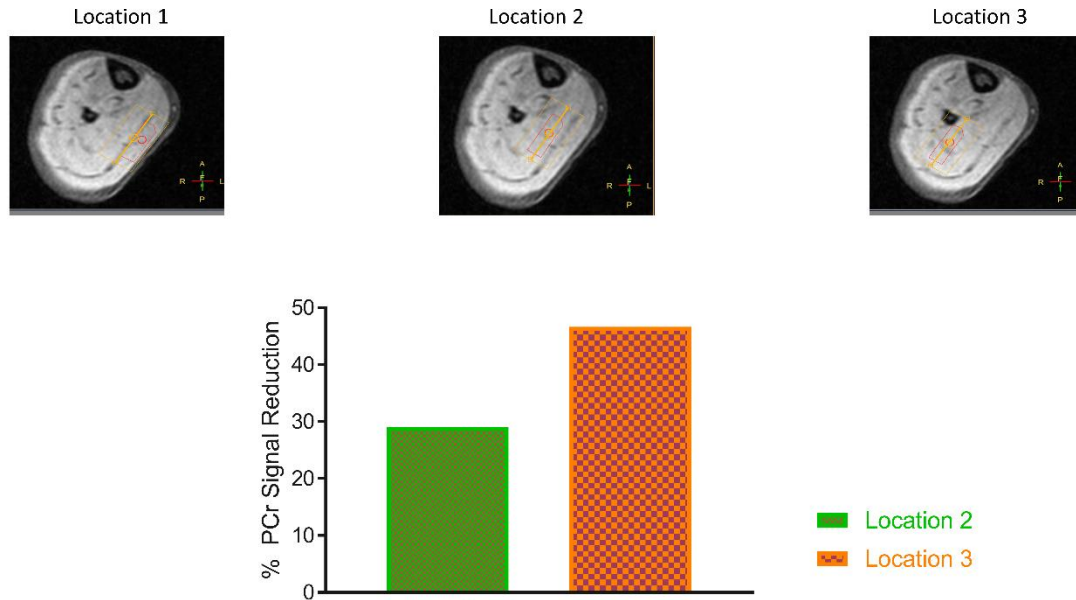 Location 1
Location 2
Location 3
A
F
R
L
P
A
F
R
L
P
A
F
R
L
P
% PCr Signal Reduction
50
40
30
20
10
0
Location 2
Location 3